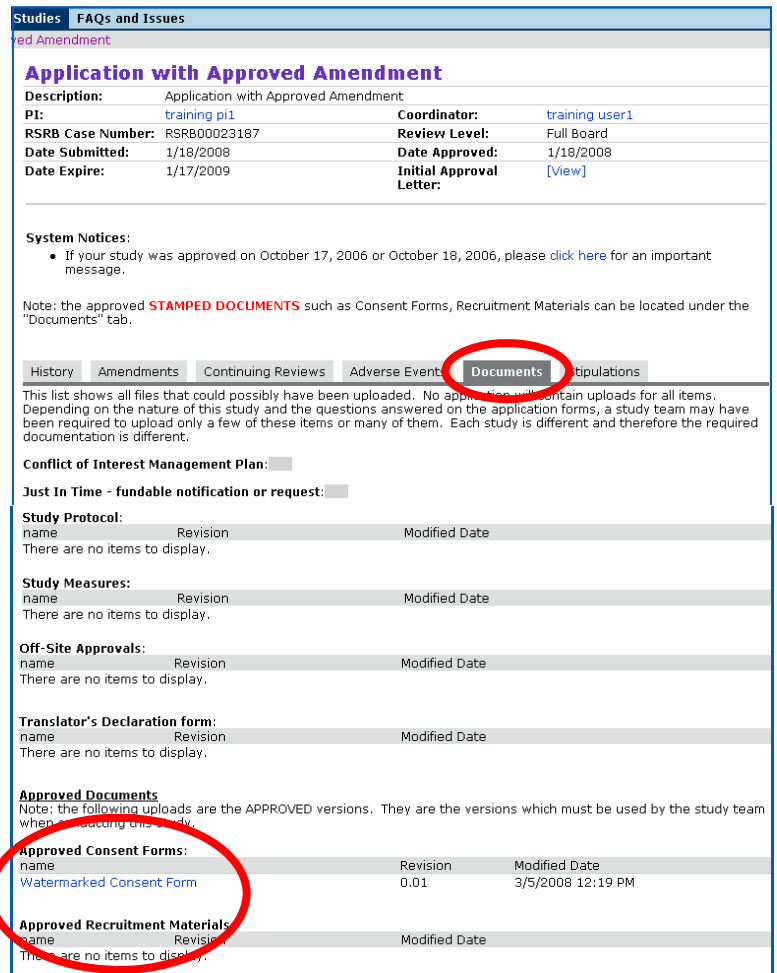 Studies FAQs and Issues
ved Amendment
Application with Approved Amendment
Description: Application with Approved Amendment
PI: training pi1 Coordinator: training user1
RSRB Case Number: RSRB00023187 Review Level: Full Board
Date Submitted: 1/18/2008 Date Approved: 1/18/2008
Date Expire: 1/17/2009 Initial Approval Letter: [View]
System Notices:
• If your study was approved on October 17, 2006 or October 18, 2006, please click here for an important
message.
Note: the approved STAMPED DOCUMENTS such as Consent Forms, Recruitment Materials can be located under the
"Documents" tab.
History Amendments Continuing Reviews Adverse Events Documents Stipulations
This list shows all files that could possibly have been uploaded. No application will contain uploads for all items.
Depending on the nature of this study and the questions answered on the application forms, a study team may have
been required to upload only a few of these items or many of them. Each study is different and therefore the required
documentation is different.
Conflict of Interest Management Plan:
Just In Time - fundable notification or request:
Study Protocol:
name Revision Modified Date
There are no items to display.
Study Measures:
name Revision Modified Date
There are no items to display.
Off-Site Approvals:
name Revision Modified Date
There are no items to display.
Translator's Declaration form:
name Revision Modified Date
There are no items to display.
Approved Documents
Note: the following uploads are the APPROVED versions. They are the versions which must be used by the study team
when conducting this study.
Approved Consent Forms:
name Revision Modified Date
Watermarked Consent Form 0.01 3/5/2008 12:19 PM
Approved Recruitment Materials
name Revision Modified Date
There are no items to display.